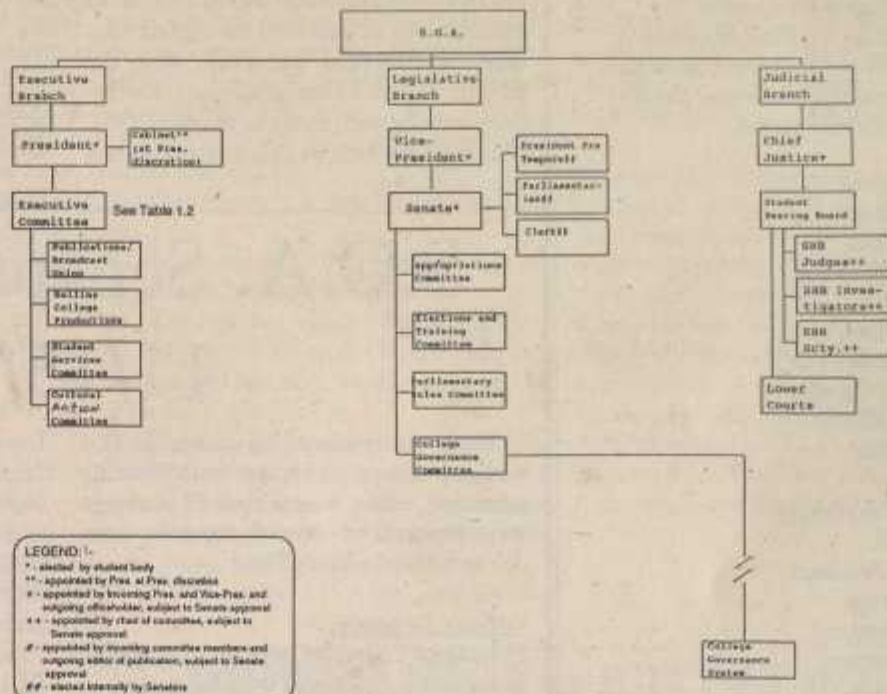 S.G.A.
Executive
Branch
Legislative
Branch
Judicial
Branch
President*
Cabinet**
(at Pres.
discretion)
Vice-
President*
President Pro
Tempore##
Chief
Justice+
Executive
Committee
See Table 1.2
Senate*
Parliamentar-
ian##
Clerk##
Student
Hearing Board
Publications/
Broadcast
Union
Rollins
College
Productions
Student
Services
Committee
Cultural
Action
Committee
Appropriations
Committee
Elections and
Training
Committee
Parliamentary
Rules Committee
College
Governance
Committee
SHB
Judges++
SHB Inves-
tigators++
SHB
Scty.++
Lower
Courts
College
Governance
System
LEGEND:
* - elected by student body
** - appointed by Pres. at Pres. discretion
+ - appointed by incoming Pres. and Vice-Pres. and
outgoing officeholder, subject to Senate approval
++ - appointed by chair of committee, subject to
Senate approval
# - appointed by incoming committee members and
outgoing editor of publication, subject to Senate
approval
## - elected internally by Senators